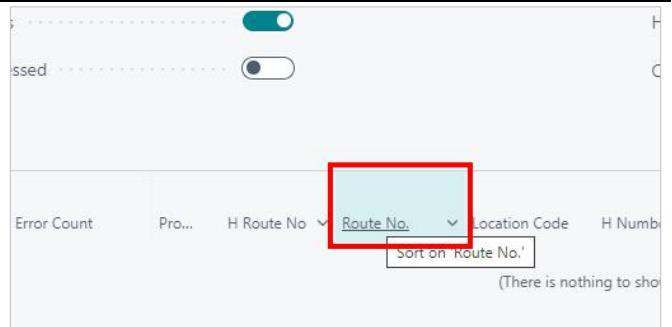 ssed
Error Count Pro... H Route No Route No. Location Code H Numb
Sort on 'Route No.'
(There is nothing to sho